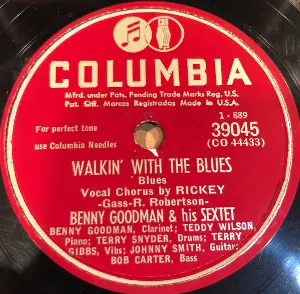 COLUMBIA
Mfrd. under Pats. Pending Trade Marks Reg. U.S.
Pat. Off. Marcas Registradas Made in U.S.A.
1 - 889
For perfect tone
39045
use Columbia Needles
(CO 44433)
WALKIN' WITH THE BLUES
Blues
Vocal Chorus by RICKEY
-Gass-R. Robertson-
BENNY GOODMAN & his SEXTET
BENNY GOODMAN, Clarinet; TEDDY WILSON,
Piano; TERRY SNYDER, Drums; TERRY
GIBBS, Vibs; JOHNNY SMITH, Guitar;
BOB CARTER, Bass